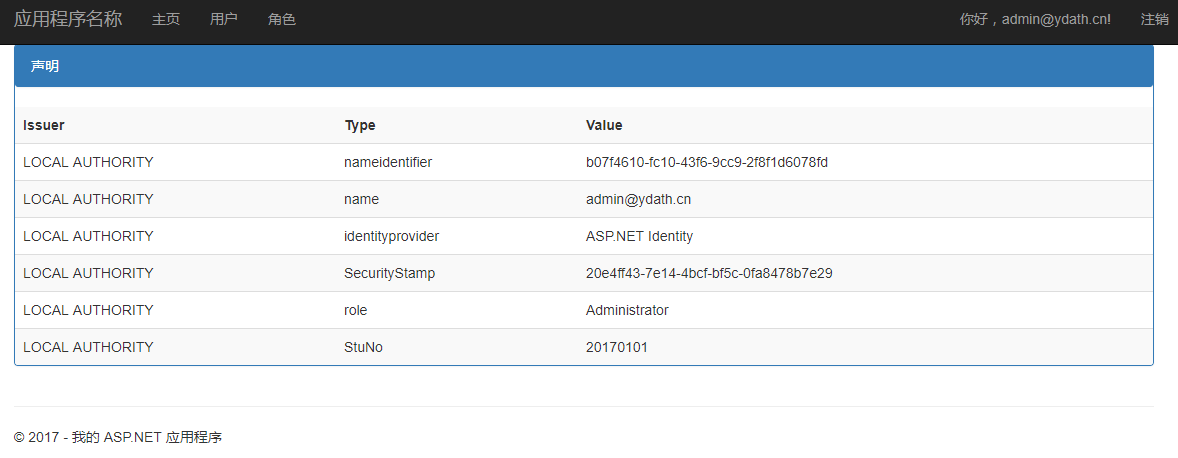 应用程序名称 主页 用户 角色 你好，admin@ydath.cn! 注销
声明
Issuer Type Value
LOCAL AUTHORITY nameidentifier b07f4610-fc10-43f6-9cc9-2f8f1d6078fd
LOCAL AUTHORITY name admin@ydath.cn
LOCAL AUTHORITY identityprovider ASP.NET Identity
LOCAL AUTHORITY SecurityStamp 20e4ff43-7e14-4bcf-bf5c-0fa8478b7e29
LOCAL AUTHORITY role Administrator
LOCAL AUTHORITY StuNo 20170101
© 2017 - 我的 ASP.NET 应用程序